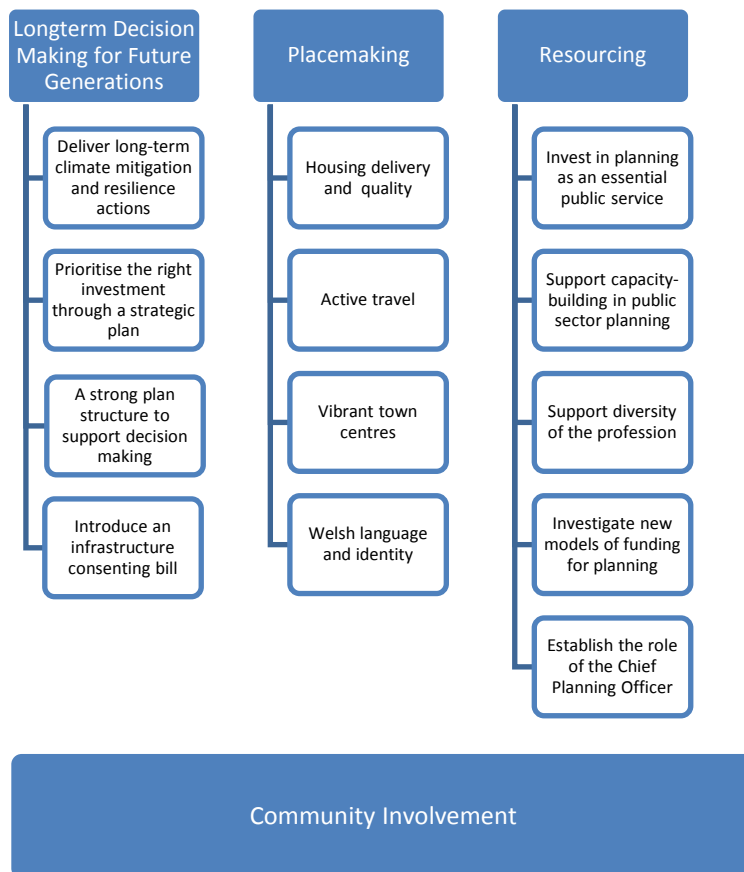 Longterm Decision
Making for Future
Generations
Deliver long-term
climate mitigation
and resilience
actions
Prioritise the right
investment
through a strategic
plan
A strong plan
structure to
support decision
making
Introduce an
infrastructure
consenting bill
Placemaking
Housing delivery
and quality
Active travel
Vibrant town
centres
Welsh language
and identity
Resourcing
Invest in planning
as an essential
public service
Support capacity-
building in public
sector planning
Support diversity
of the profession
Investigate new
models of funding
for planning
Establish the role
of the Chief
Planning Officer
Community Involvement